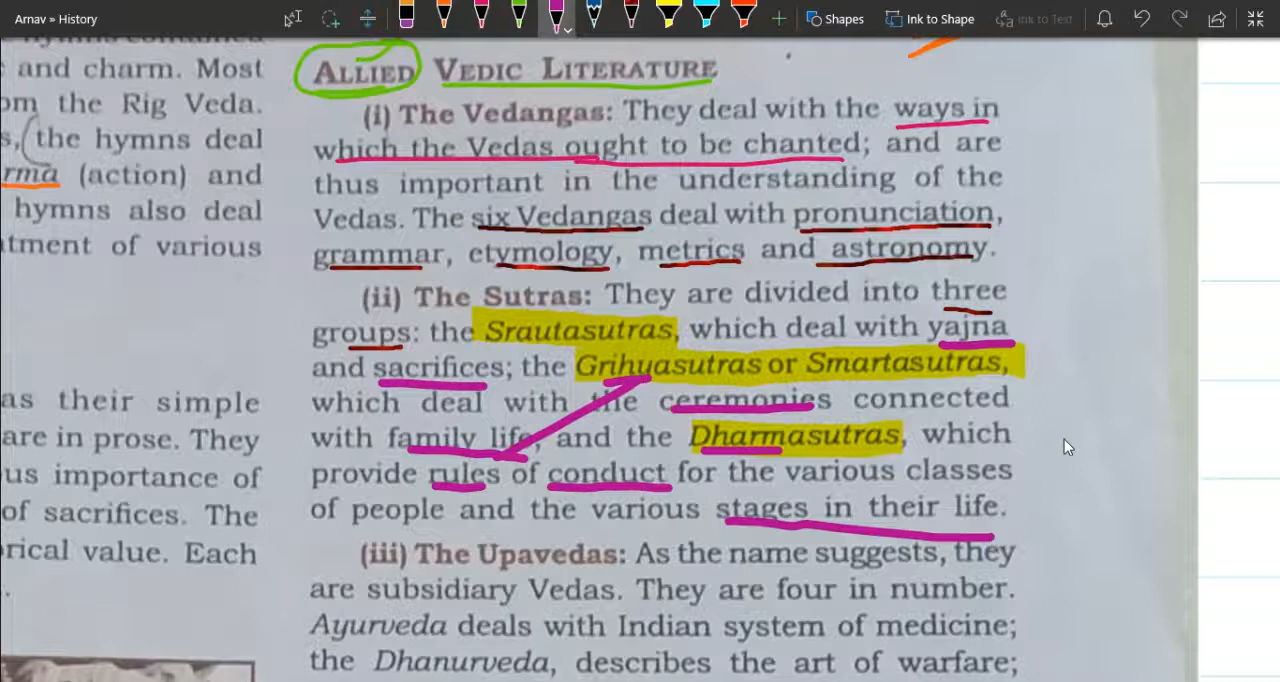 Arnav » History
Shapes
Ink to Shape
Ink to Text
and charm. Most
om the Rig Veda.
s, the hymns deal
rma (action) and
hymns also deal
tment of various
as their simple
are in prose. They
us importance of
of sacrifices. The
rical value. Each
ALLIED VEDIC LITERATURE
(i) The Vedangas: They deal with the ways in
which the Vedas ought to be chanted; and are
thus important in the understanding of the
Vedas. The six Vedangas deal with pronunciation,
grammar, etymology, metrics and astronomy.
(ii) The Sutras: They are divided into three
groups: the Srautasutras, which deal with yajna
and sacrifices; the Grihyasutras or Smartasutras,
which deal with the ceremonies connected
with family life, and the Dharmasutras, which
provide rules of conduct for the various classes
of people and the various stages in their life.
(iii) The Upavedas: As the name suggests, they
are subsidiary Vedas. They are four in number.
Ayurveda deals with Indian system of medicine;
the Dhanurveda, describes the art of warfare;